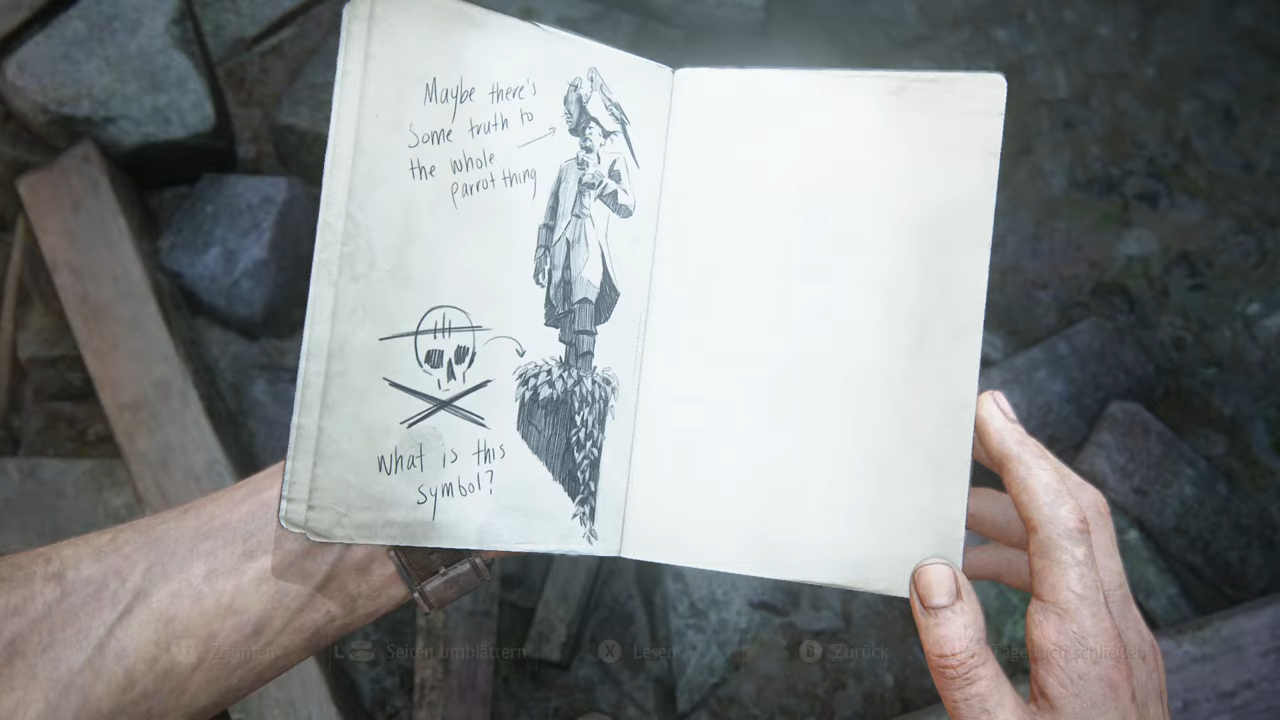 Maybe there's
some truth to
the whole
parrot thing
What is this
symbol?
T Zoomen
L Seiten umblättern
X Lesen
B Zurück
Tagebuch schließen